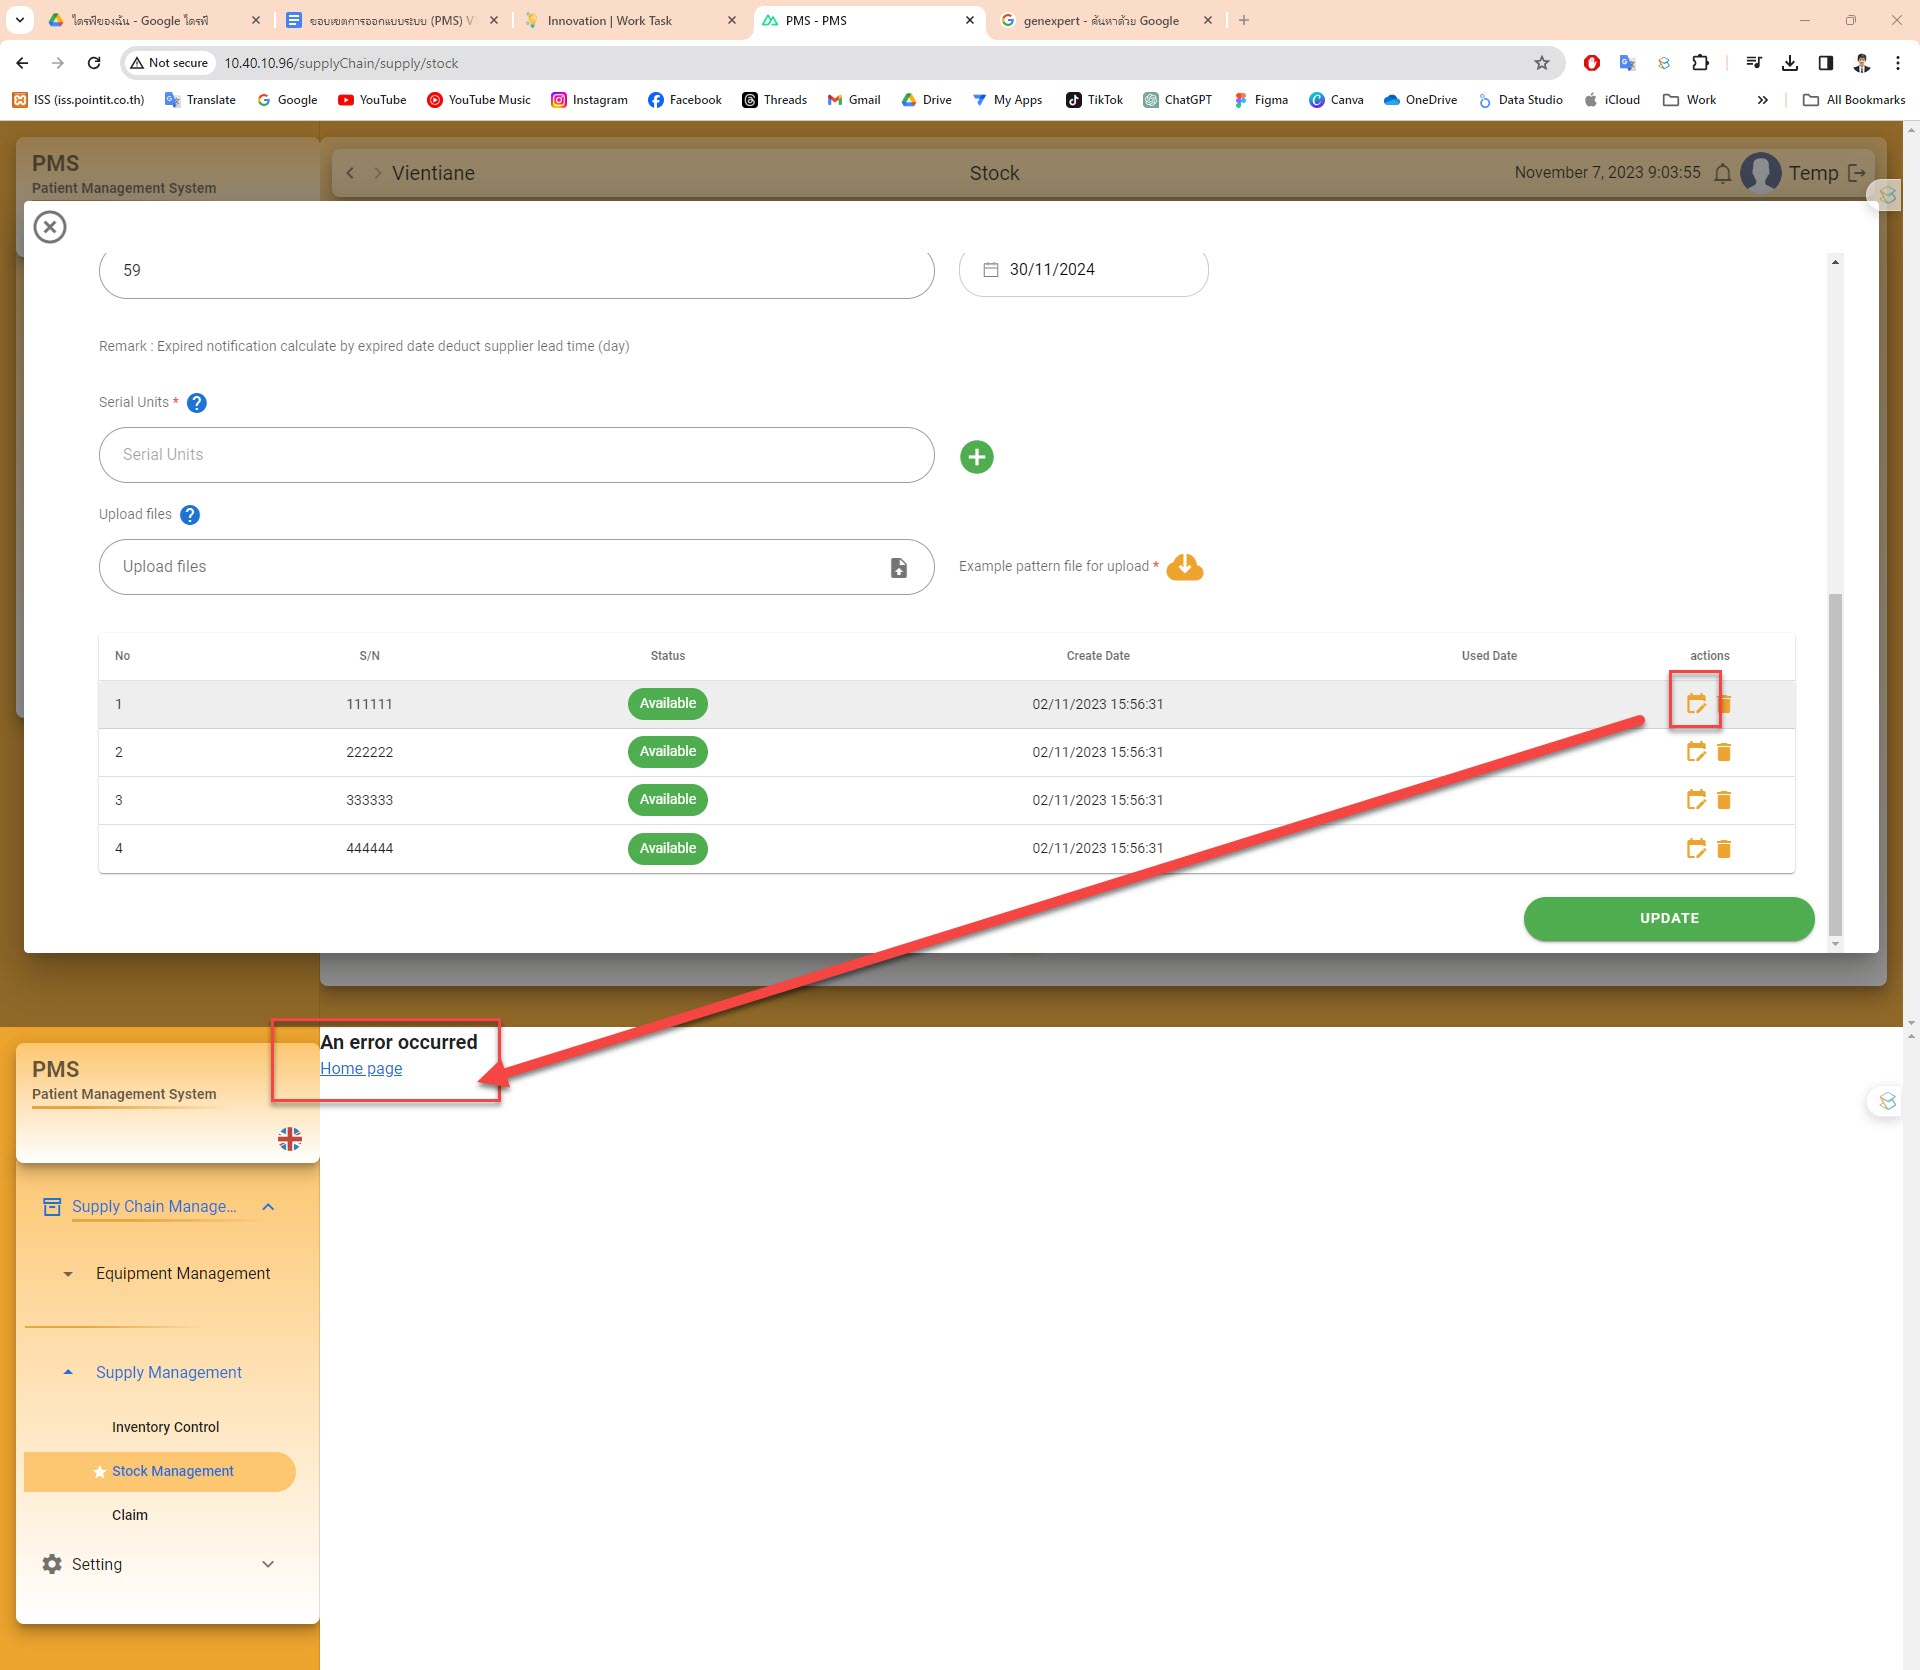 ไดรฟ์ของฉัน - Google ไดรฟ์
ขอบเขตการออกแบบระบบ (PMS) V
Innovation | Work Task
PMS - PMS
genexpert - ค้นหาด้วย Google
Not secure
10.40.10.96/supplyChain/supply/stock
ISS (iss.pointit.co.th)
Translate
Google
YouTube
YouTube Music
Instagram
Facebook
Threads
Gmail
Drive
My Apps
TikTok
ChatGPT
Figma
Canva
OneDrive
Data Studio
iCloud
Work
All Bookmarks
PMS
Patient Management System
Vientiane
Stock
November 7, 2023 9:03:55
Temp
59
30/11/2024
Remark : Expired notification calculate by expired date deduct supplier lead time (day)
Serial Units *
Serial Units
Upload files
Upload files
Example pattern file for upload *
No S/N Status Create Date Used Date actions
1 111111 Available 02/11/2023 15:56:31
2 222222 Available 02/11/2023 15:56:31
3 333333 Available 02/11/2023 15:56:31
4 444444 Available 02/11/2023 15:56:31
UPDATE
An error occurred
Home page
PMS
Patient Management System
Supply Chain Manage...
Equipment Management
Supply Management
Inventory Control
Stock Management
Claim
Setting